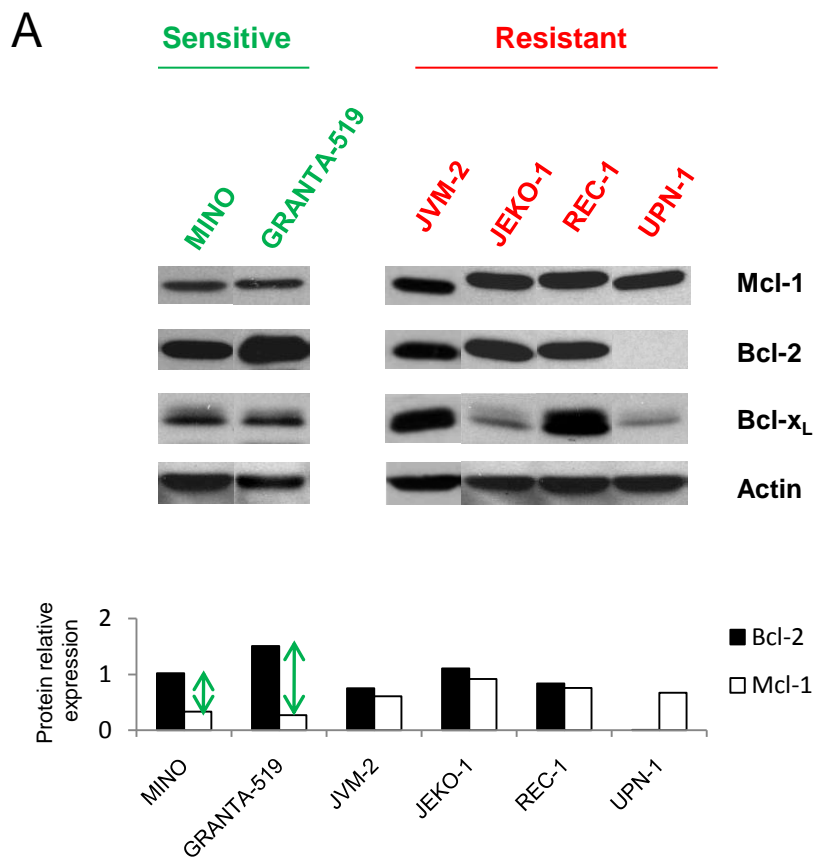 A
Sensitive
Resistant
MINO
GRANTA-519
JVM-2
JEKO-1
REC-1
UPN-1
Mcl-1
Bcl-2
Bcl-xL
Actin
Protein relative
expression
2
1
0
Bcl-2
Mcl-1
MINO
GRANTA-519
JVM-2
JEKO-1
REC-1
UPN-1